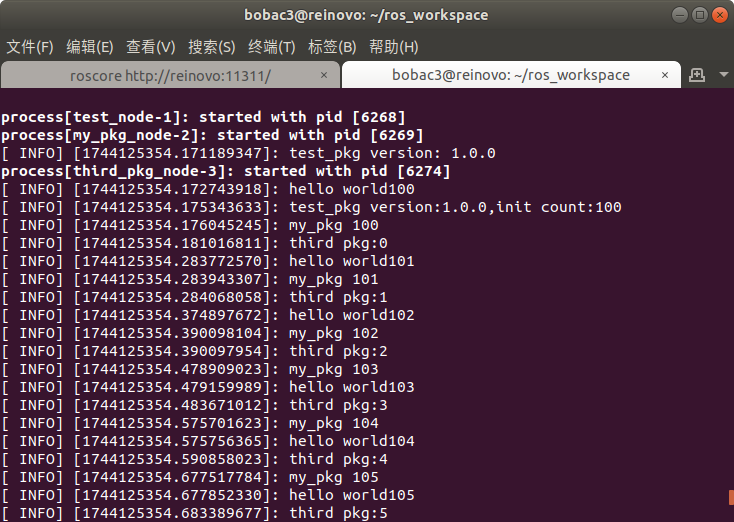 bobac3@reinovo: ~/ros_workspace
文件(F) 编辑(E) 查看(V) 搜索(S) 终端(T) 标签(B) 帮助(H)
roscore http://reinovo:11311/ × bobac3@reinovo: ~/ros_workspace ×
process[test_node-1]: started with pid [6268]
process[my_pkg_node-2]: started with pid [6269]
[ INFO] [1744125354.171189347]: test_pkg version: 1.0.0
process[third_pkg_node-3]: started with pid [6274]
[ INFO] [1744125354.172743918]: hello world100
[ INFO] [1744125354.175343633]: test_pkg version:1.0.0,init count:100
[ INFO] [1744125354.176045245]: my_pkg 100
[ INFO] [1744125354.181016811]: third pkg:0
[ INFO] [1744125354.283772570]: hello world101
[ INFO] [1744125354.283943307]: my_pkg 101
[ INFO] [1744125354.284068058]: third pkg:1
[ INFO] [1744125354.374897672]: hello world102
[ INFO] [1744125354.390098104]: my_pkg 102
[ INFO] [1744125354.390097954]: third pkg:2
[ INFO] [1744125354.478909023]: my_pkg 103
[ INFO] [1744125354.479159989]: hello world103
[ INFO] [1744125354.483671012]: third pkg:3
[ INFO] [1744125354.575701623]: my_pkg 104
[ INFO] [1744125354.575756365]: hello world104
[ INFO] [1744125354.590858023]: third pkg:4
[ INFO] [1744125354.677517784]: my_pkg 105
[ INFO] [1744125354.677852330]: hello world105
[ INFO] [1744125354.683389677]: third pkg:5